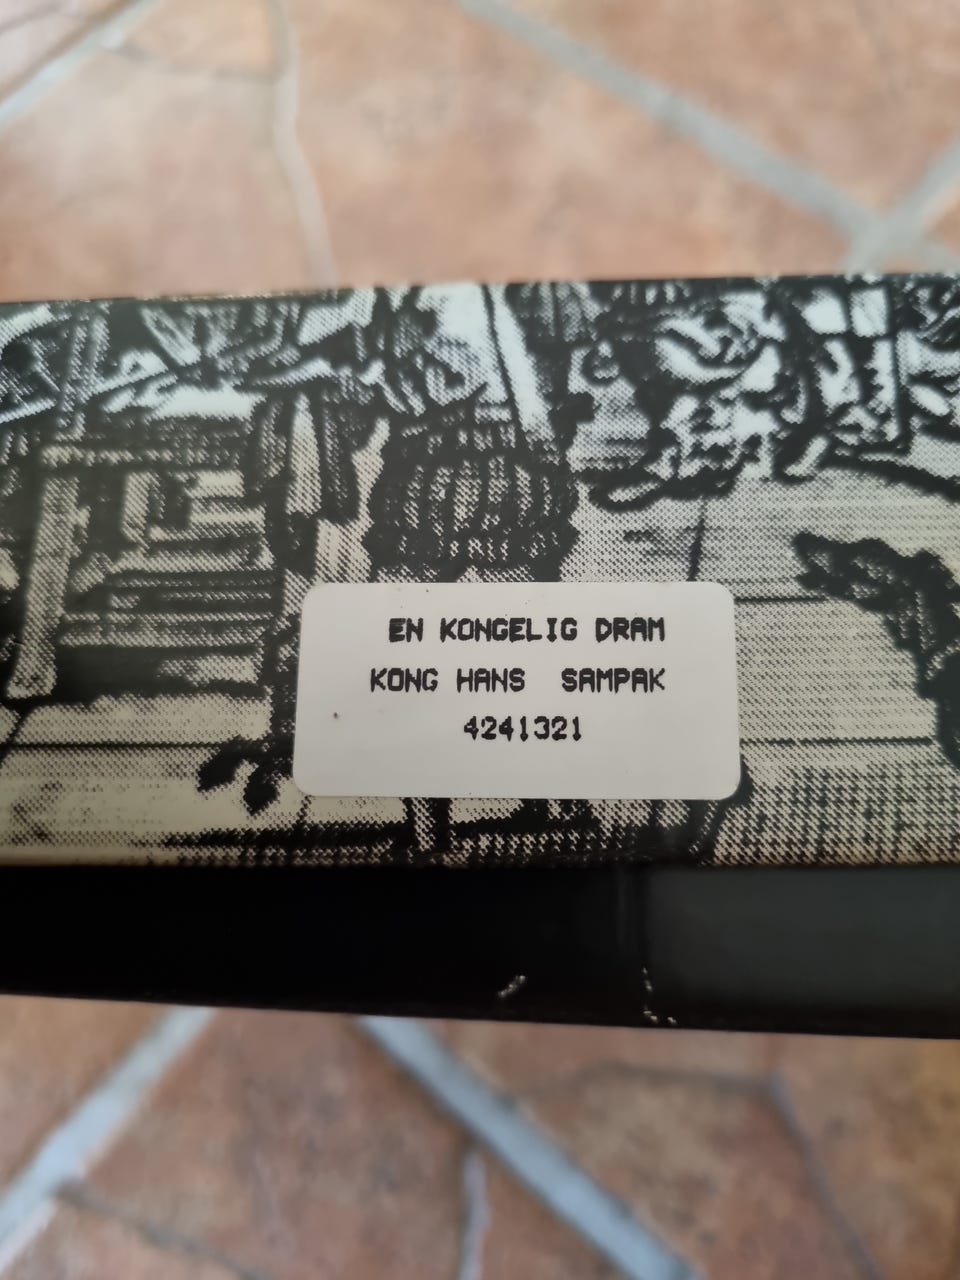 EN KONGELIG DRAM
KONG HANS SAMPAK
4241321